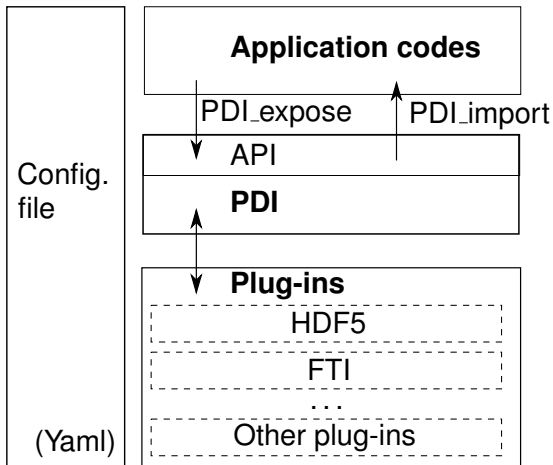 Application codes
PDI_expose
PDI_import
API
Config.
file
PDI
Plug-ins
HDF5
FTI
...
(Yaml)
Other plug-ins